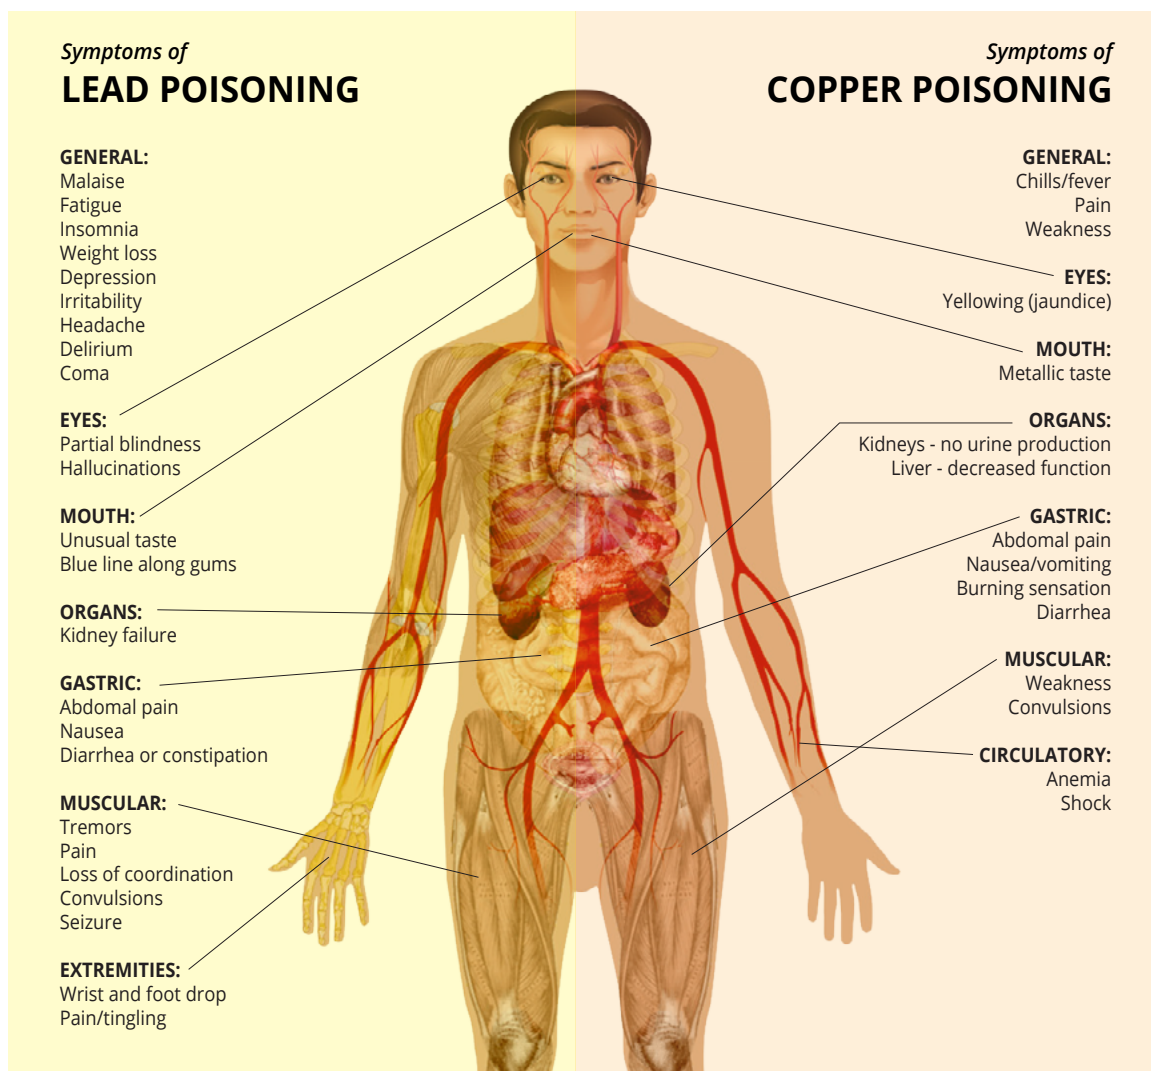 Symptoms of
LEAD POISONING
GENERAL:
Malaise
Fatigue
Insomnia
Weight loss
Depression
Irritability
Headache
Delirium
Coma
EYES:
Partial blindness
Hallucinations
MOUTH:
Unusual taste
Blue line along gums
ORGANS:
Kidney failure
GASTRIC:
Abdomal pain
Nausea
Diarrhea or constipation
MUSCULAR:
Tremors
Pain
Loss of coordination
Convulsions
Seizure
EXTREMITIES:
Wrist and foot drop
Pain/tingling
Symptoms of
COPPER POISONING
GENERAL:
Chills/fever
Pain
Weakness
EYES:
Yellowing (jaundice)
MOUTH:
Metallic taste
ORGANS:
Kidneys - no urine production
Liver - decreased function
GASTRIC:
Abdomal pain
Nausea/vomiting
Burning sensation
Diarrhea
MUSCULAR:
Weakness
Convulsions
CIRCULATORY:
Anemia
Shock